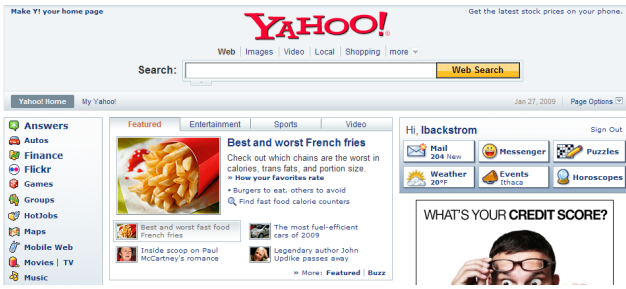 Make Y! your home page
Get the latest stock prices on your phone.
YAHOO!
Web | Images | Video | Local | Shopping | more
Search:
Web Search
Yahoo! Home
My Yahoo!
Jan 27, 2009
Page Options
Answers
Autos
Finance
Flickr
Games
Groups
HotJobs
Maps
Mobile Web
Movies | TV
Music
Featured
Entertainment
Sports
Video
Best and worst French fries
Check out which chains are the worst in
calories, trans fats, and portion size.
» How your favorites rate
• Burgers to eat, others to avoid
Find fast food calorie counters
Best and worst fast food
French fries
The most fuel-efficient
cars of 2009
Inside scoop on Paul
McCartney's romance
Legendary author John
Updike passes away
» More: Featured | Buzz
Hi, lbackstrom
Sign Out
Mail
204 New
Messenger
Puzzles
Weather
20°F
Events
Ithaca
Horoscopes
WHAT'S YOUR CREDIT SCORE?